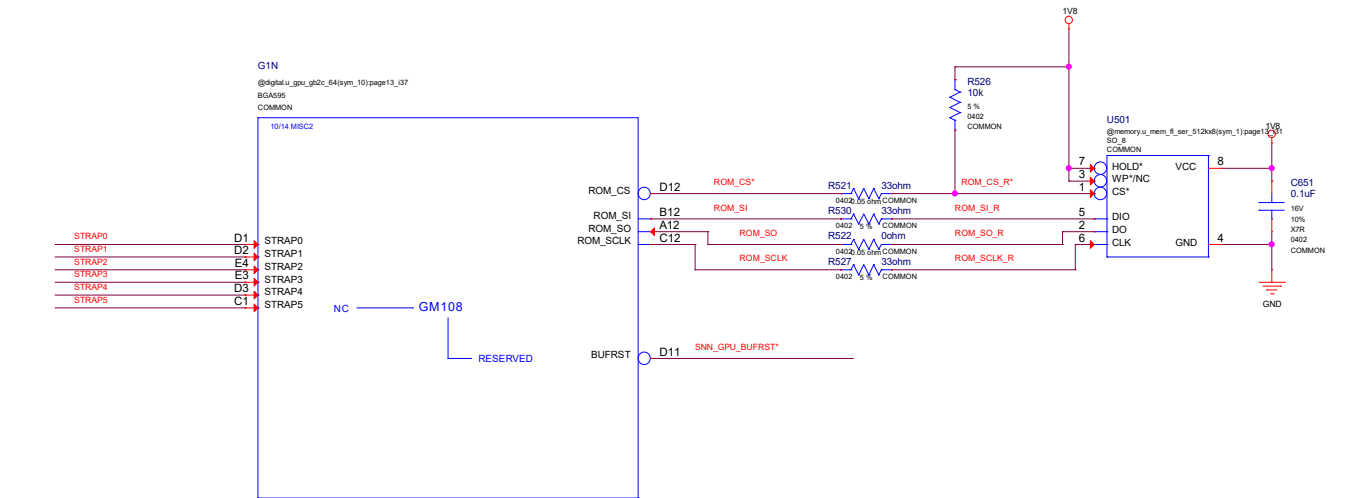 1V8
G1N
@digital.u_gpu_gb2c_64(sym_10):page13_i37
BGA595
COMMON
10/14 MISC2
R526
10k
5 %
0402
COMMON
U501
1V8
SO_8
COMMON
7 HOLD* VCC 8
3 WP*/NC
1 CS*
C651
0.1uF
16V
10%
X7R
0402
COMMON
ROM_CS D12 ROM_CS* R521 33ohm ROM_CS_R*
0402 0.05 ohm COMMON
ROM_SI B12 ROM_SI R530 33ohm ROM_SI_R 5 DIO
0402 5 % COMMON
ROM_SO A12 ROM_SO R522 0ohm ROM_SO_R 2 DO
0402 0.05 ohm COMMON
ROM_SCLK C12 ROM_SCLK R527 33ohm ROM_SCLK_R 6 CLK GND 4
0402 5 % COMMON
STRAP0 D1 STRAP0
STRAP1 D2 STRAP1
STRAP2 E4 STRAP2
STRAP3 E3 STRAP3
STRAP4 D3 STRAP4
STRAP5 C1 STRAP5
GND
NC GM108
RESERVED
BUFRST D11 SNN_GPU_BUFRST*